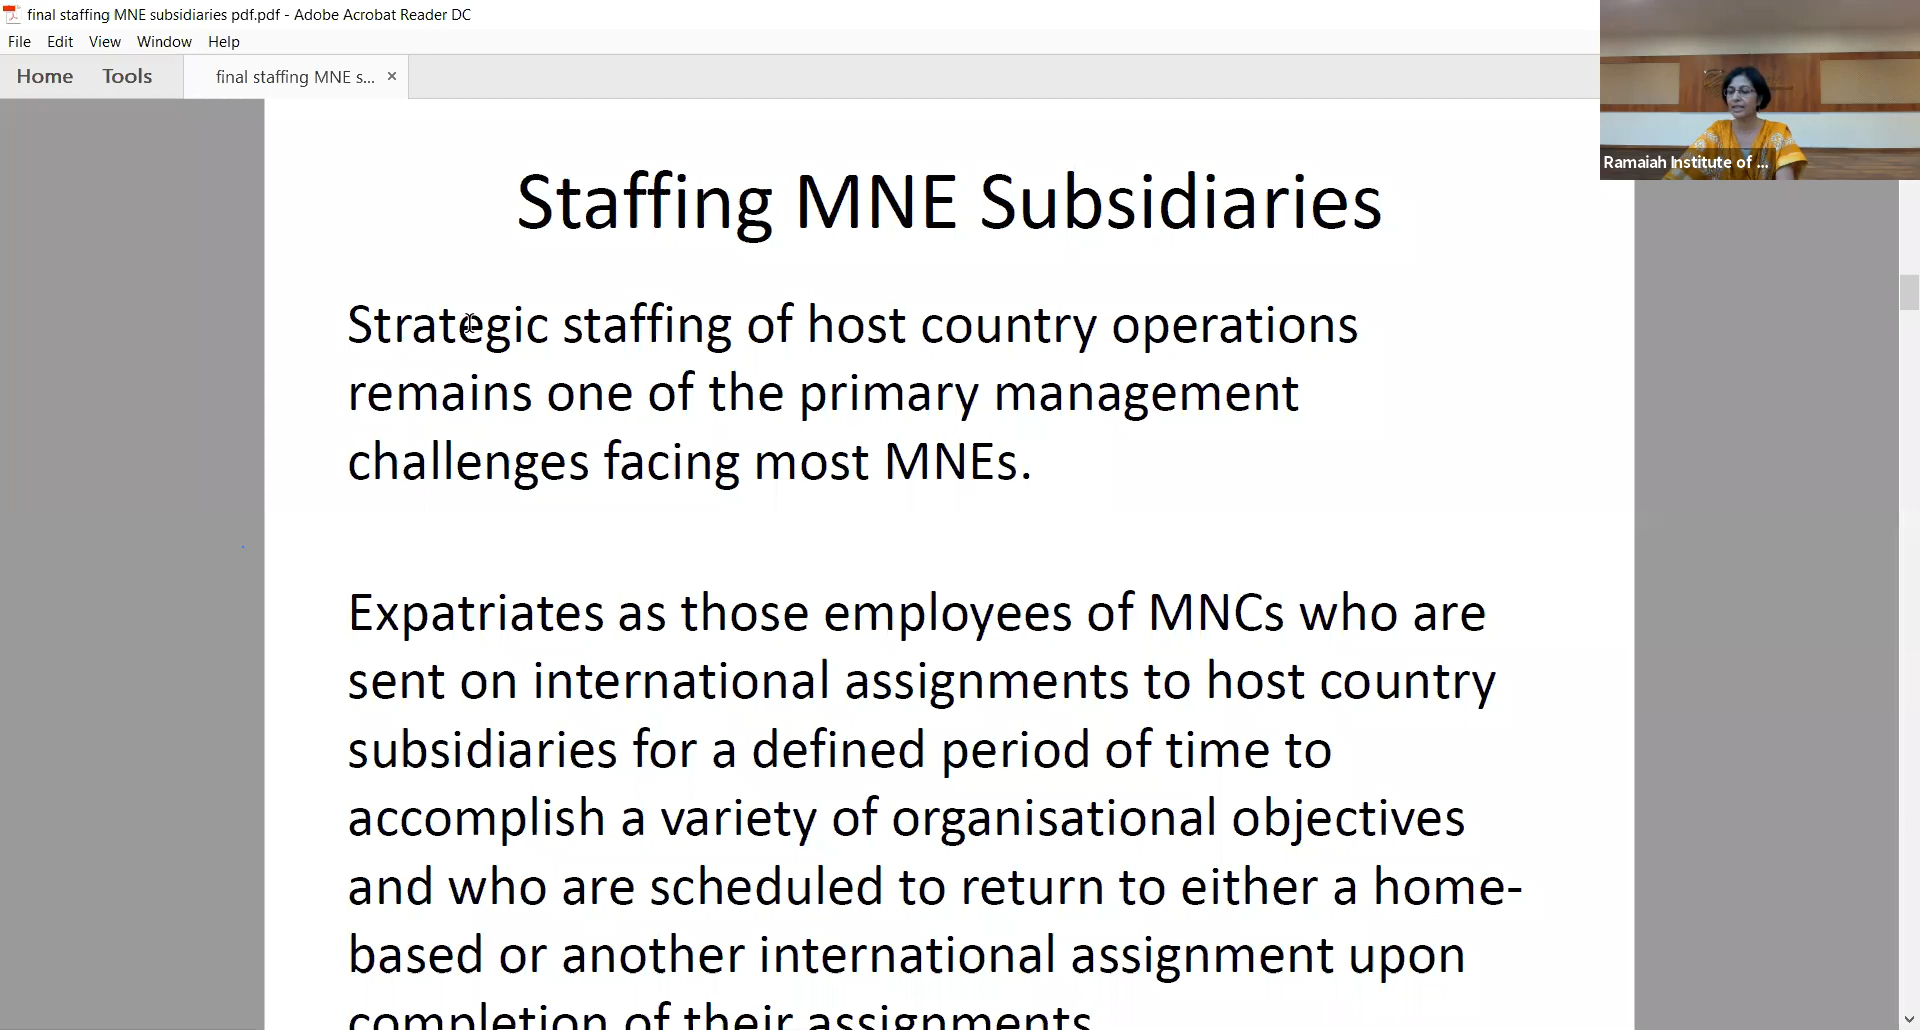 final staffing MNE subsidiaries pdf.pdf - Adobe Acrobat Reader DC
File Edit View Window Help
Home Tools final staffing MNE s... ×
Ramaiah Institute of ...
Staffing MNE Subsidiaries
Strategic staffing of host country operations
remains one of the primary management
challenges facing most MNEs.
Expatriates as those employees of MNCs who are
sent on international assignments to host country
subsidiaries for a defined period of time to
accomplish a variety of organisational objectives
and who are scheduled to return to either a home-
based or another international assignment upon
completion of their assignments